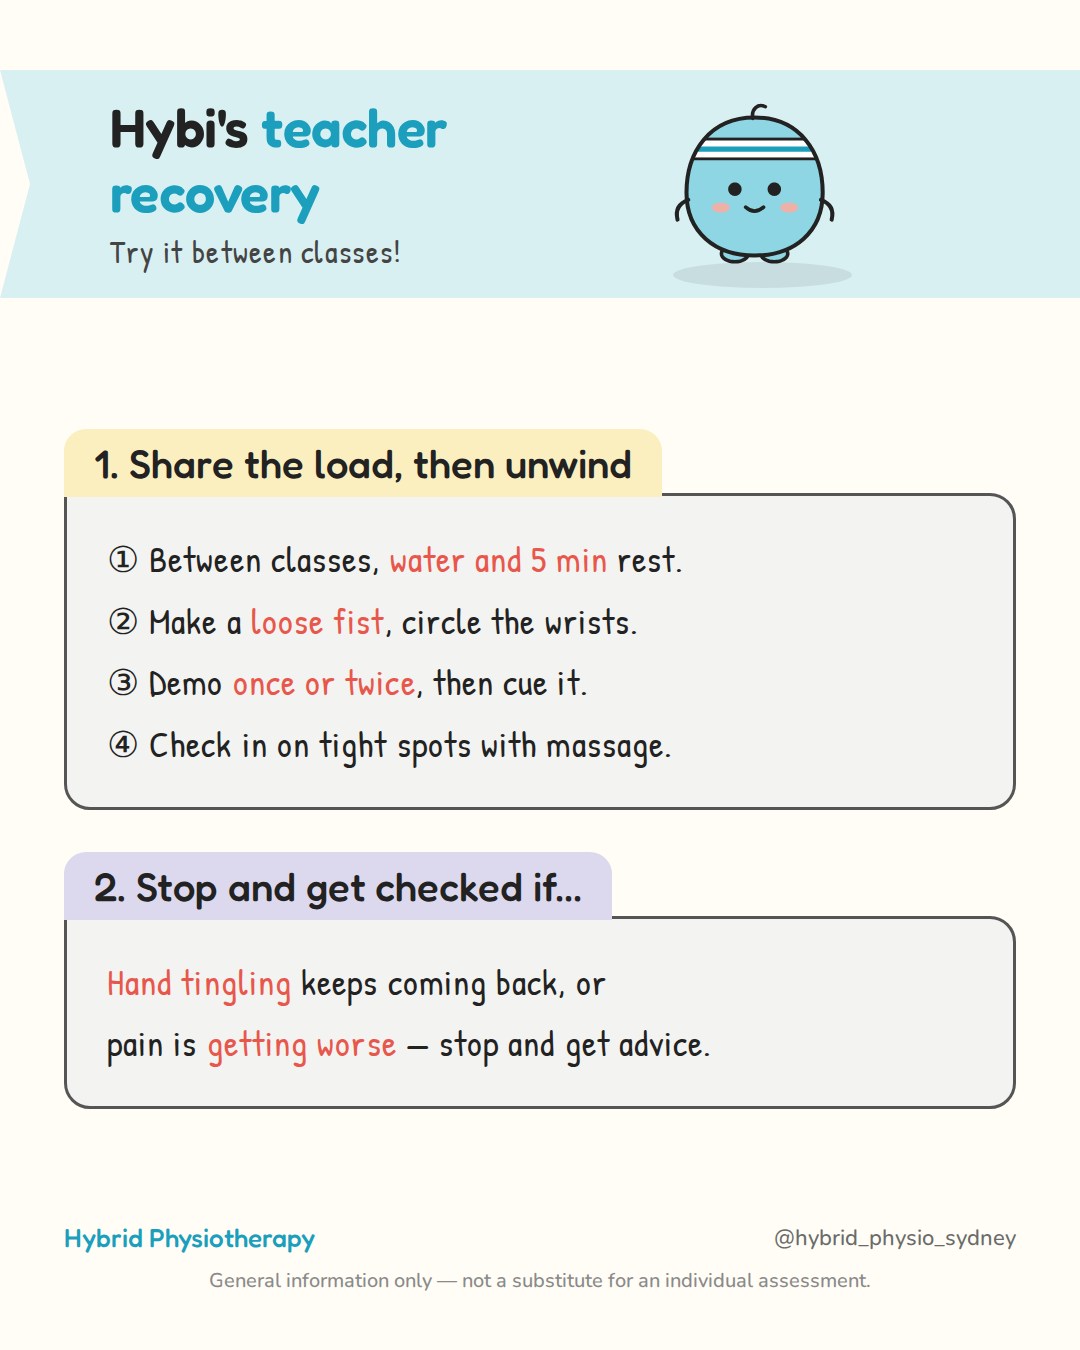 Hybi's teacher
recovery
Try it between classes!
1. Share the load, then unwind
① Between classes, water and 5 min rest.
② Make a loose fist, circle the wrists.
③ Demo once or twice, then cue it.
④ Check in on tight spots with massage.
2. Stop and get checked if...
Hand tingling keeps coming back, or
pain is getting worse — stop and get advice.
Hybrid Physiotherapy
@hybrid_physio_sydney
General information only — not a substitute for an individual assessment.